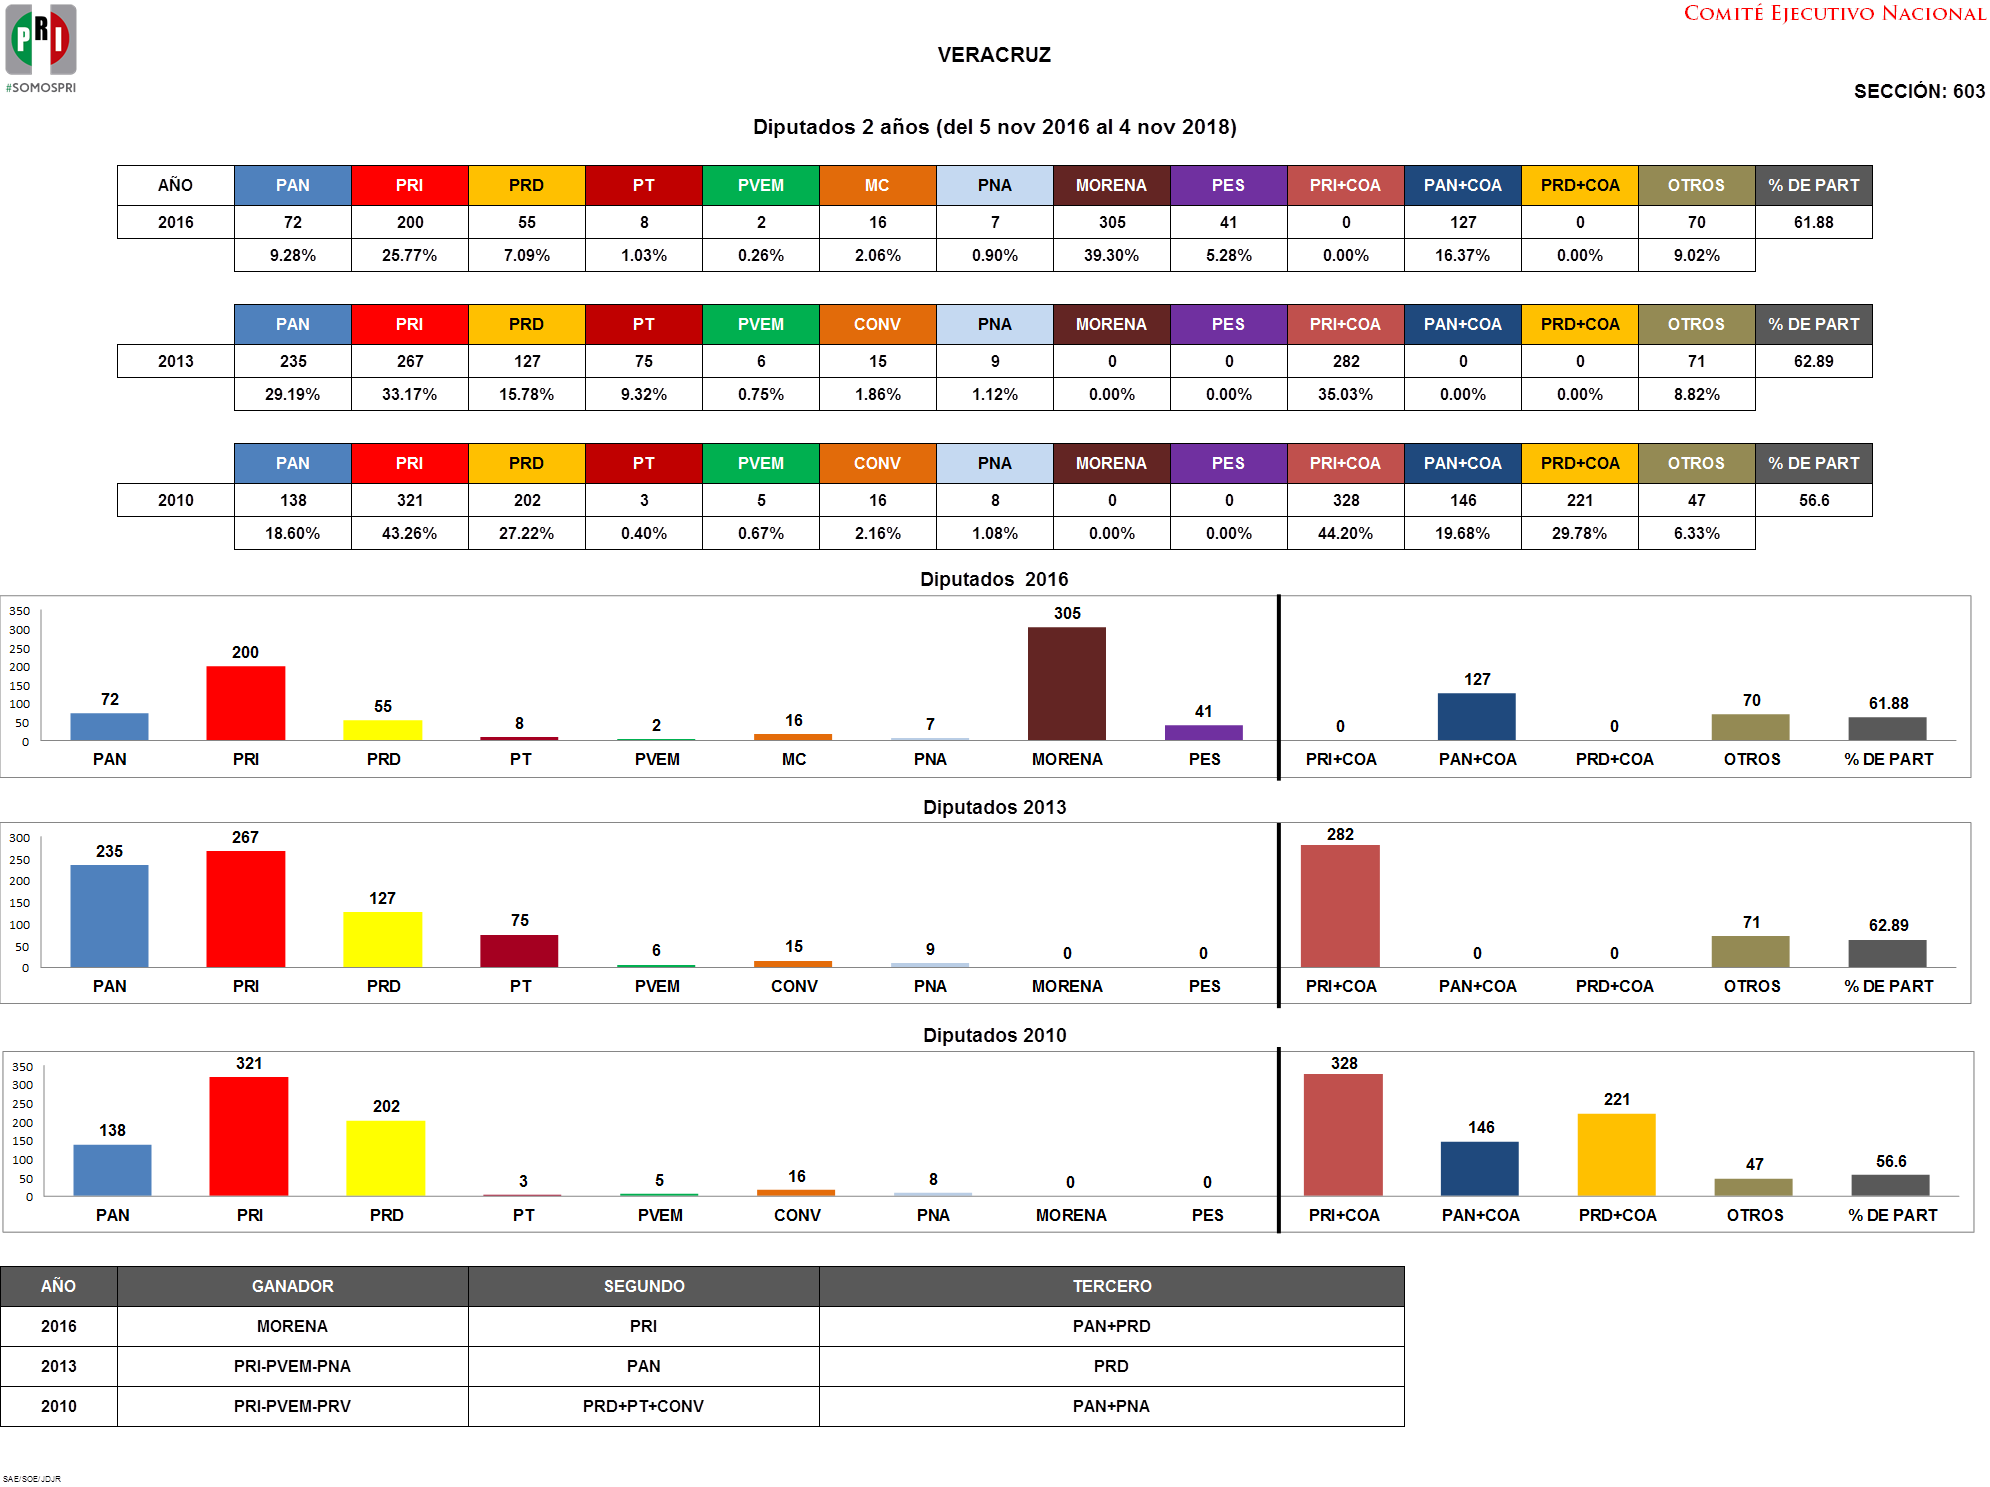 PRI
#SOMOSPRI
COMITÉ EJECUTIVO NACIONAL
VERACRUZ
SECCIÓN: 603
Diputados 2 años (del 5 nov 2016 al 4 nov 2018)
AÑO PAN PRI PRD PT PVEM MC PNA MORENA PES PRI+COA PAN+COA PRD+COA OTROS % DE PART
2016 72 200 55 8 2 16 7 305 41 0 127 0 70 61.88
9.28% 25.77% 7.09% 1.03% 0.26% 2.06% 0.90% 39.30% 5.28% 0.00% 16.37% 0.00% 9.02%
PAN PRI PRD PT PVEM CONV PNA MORENA PES PRI+COA PAN+COA PRD+COA OTROS % DE PART
2013 235 267 127 75 6 15 9 0 0 282 0 0 71 62.89
29.19% 33.17% 15.78% 9.32% 0.75% 1.86% 1.12% 0.00% 0.00% 35.03% 0.00% 0.00% 8.82%
PAN PRI PRD PT PVEM CONV PNA MORENA PES PRI+COA PAN+COA PRD+COA OTROS % DE PART
2010 138 321 202 3 5 16 8 0 0 328 146 221 47 56.6
18.60% 43.26% 27.22% 0.40% 0.67% 2.16% 1.08% 0.00% 0.00% 44.20% 19.68% 29.78% 6.33%
Diputados  2016
350
300
250
200
150
100
50
0
72 200 55 8 2 16 7 305 41 0 127 0 70 61.88
PAN PRI PRD PT PVEM MC PNA MORENA PES PRI+COA PAN+COA PRD+COA OTROS % DE PART
Diputados 2013
300
250
200
150
100
50
0
235 267 127 75 6 15 9 0 0 282 0 0 71 62.89
PAN PRI PRD PT PVEM CONV PNA MORENA PES PRI+COA PAN+COA PRD+COA OTROS % DE PART
Diputados 2010
350
300
250
200
150
100
50
0
138 321 202 3 5 16 8 0 0 328 146 221 47 56.6
PAN PRI PRD PT PVEM CONV PNA MORENA PES PRI+COA PAN+COA PRD+COA OTROS % DE PART
AÑO GANADOR SEGUNDO TERCERO
2016 MORENA PRI PAN+PRD
2013 PRI-PVEM-PNA PAN PRD
2010 PRI-PVEM-PRV PRD+PT+CONV PAN+PNA
SAE/SOE/JDJR